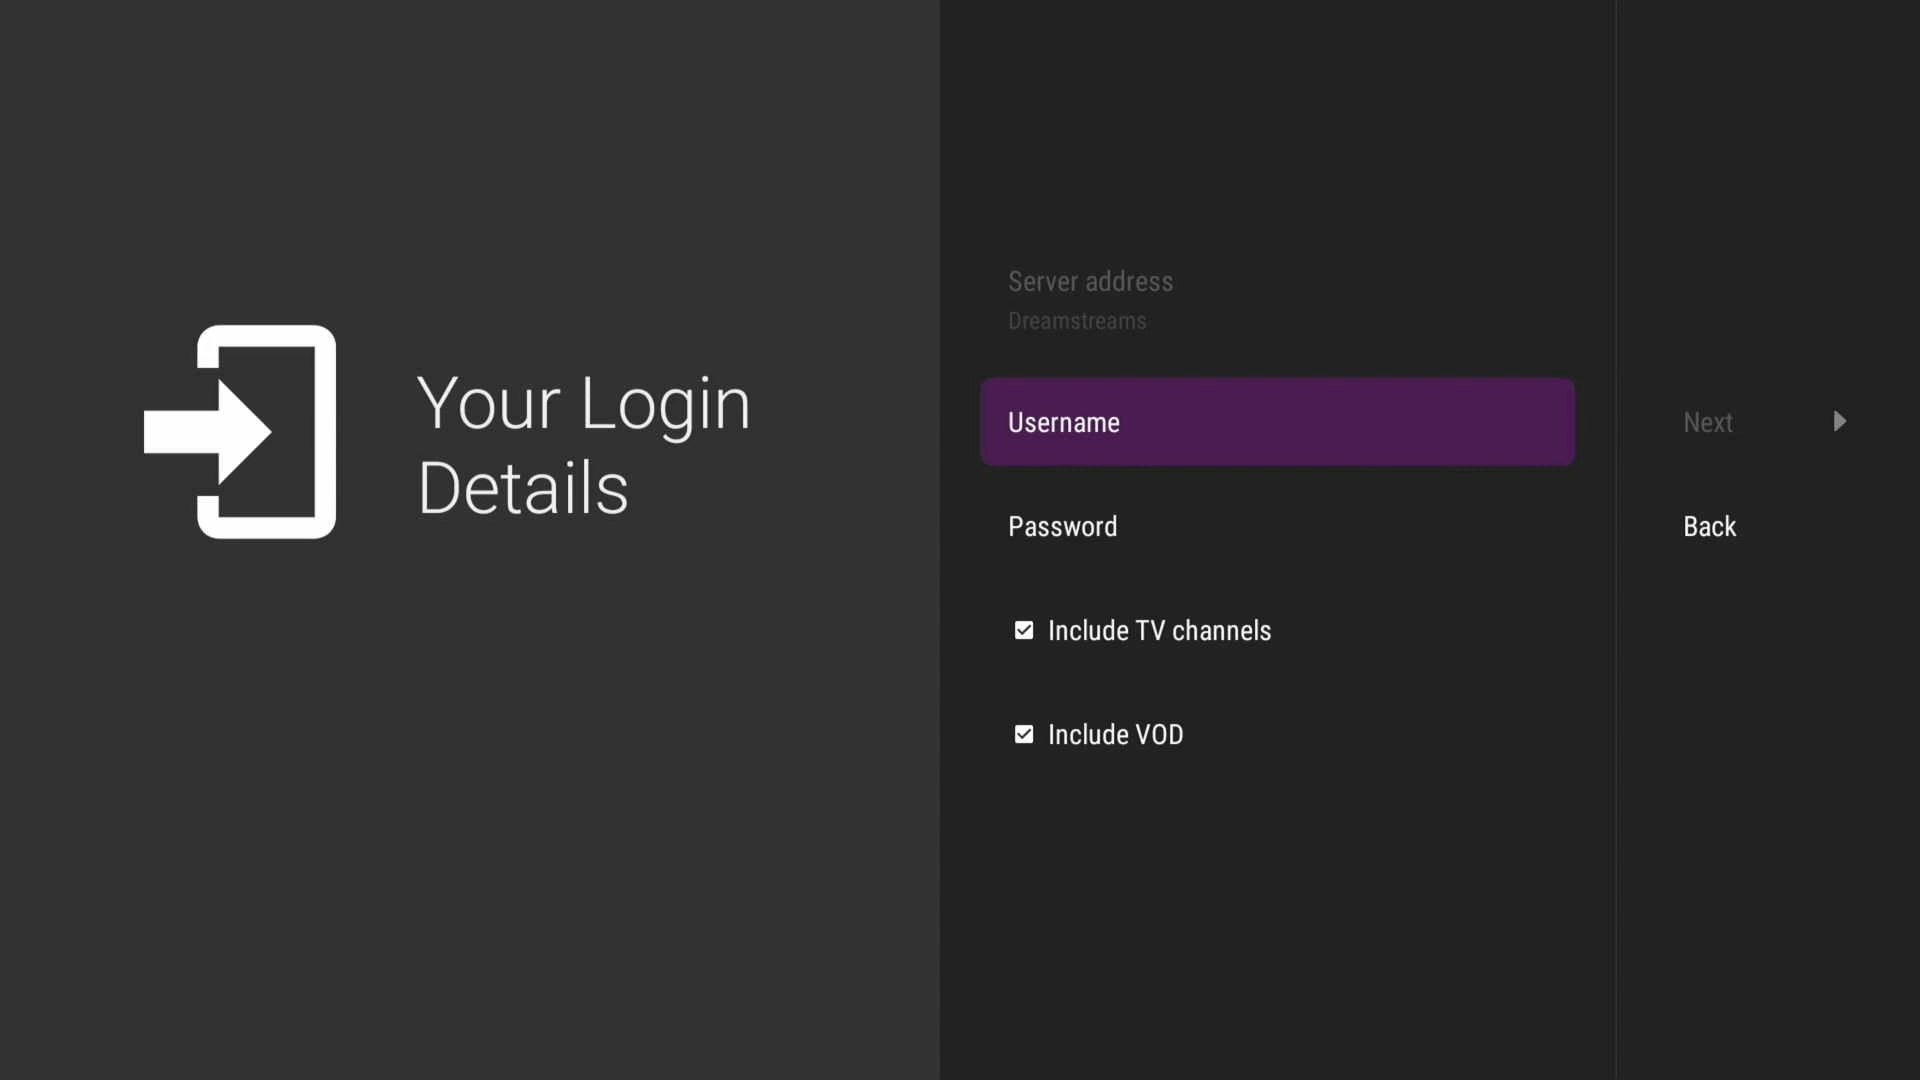 Your Login
Details
Server address
Dreamstreams
Username
Password
Include TV channels
Include VOD
Next
Back